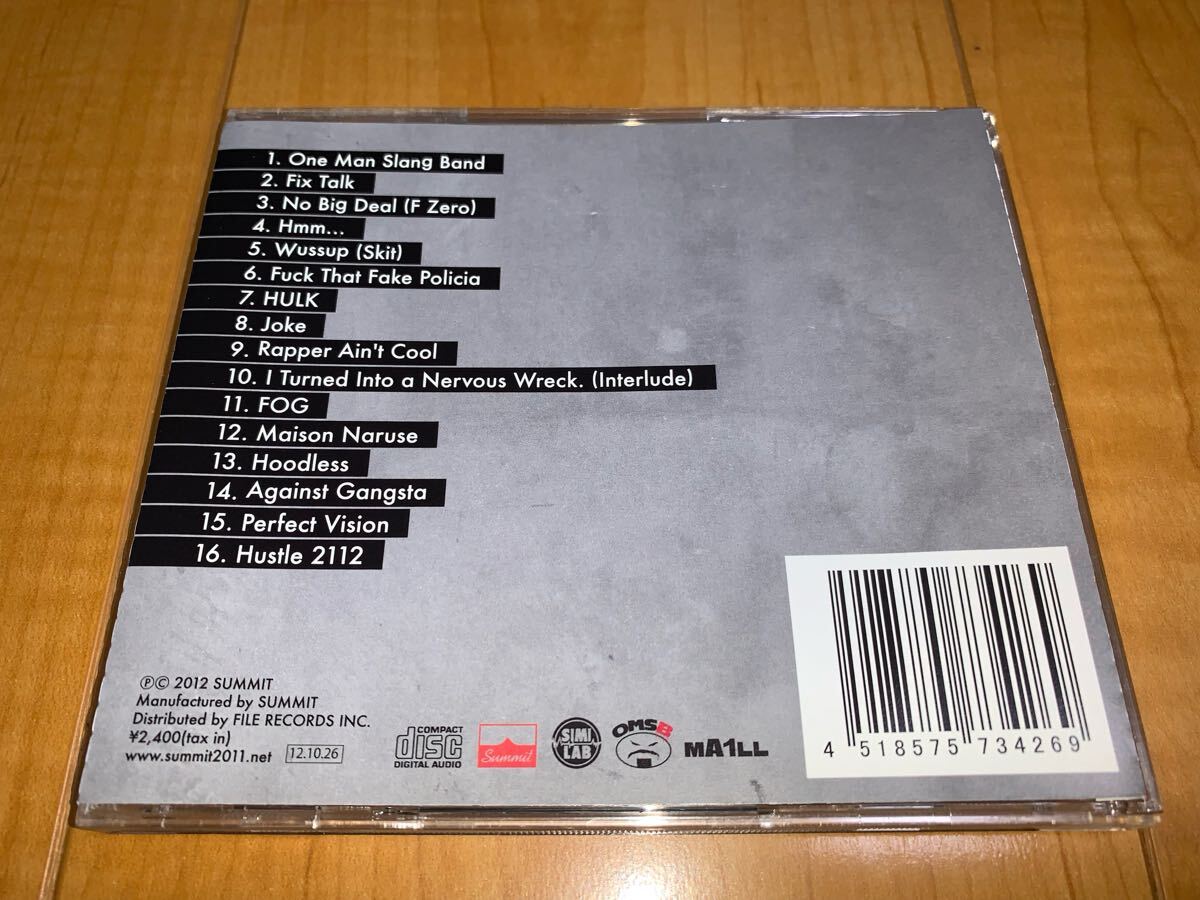 1. One Man Slang Band
2. Fix Talk
3. No Big Deal (F Zero)
4. Hmm...
5. Wussup (Skit)
6. Fuck That Fake Policia
7. HULK
8. Joke
9. Rapper Ain't Cool
10. I Turned Into a Nervous Wreck. (Interlude)
11. FOG
12. Maison Naruse
13. Hoodless
14. Against Gangsta
15. Perfect Vision
16. Hustle 2112
℗© 2012 SUMMIT
Manufactured by SUMMIT
Distributed by FILE RECORDS INC.
¥2,400(tax in)
www.summit2011.net 12.10.26
COMPACT
disc
DIGITAL AUDIO
Summit
SIMI
LAB
OMSB
MA1LL
4 518575 734269